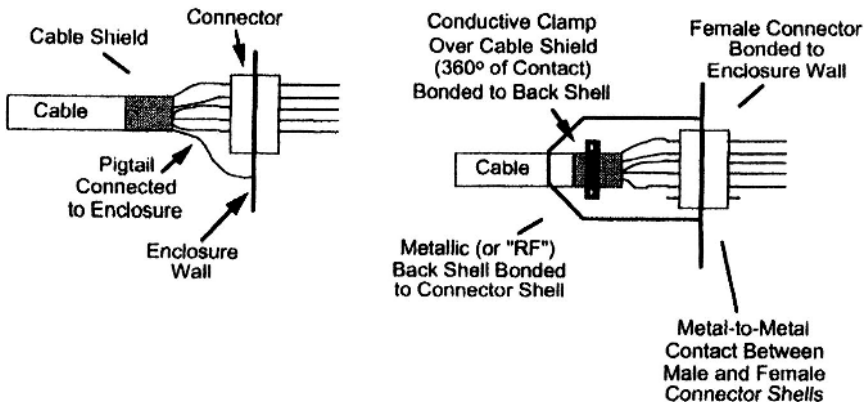 Connector
Cable Shield
Cable
Pigtail
Connected
to Enclosure
Enclosure
Wall
Conductive Clamp
Over Cable Shield
(360º of Contact)
Bonded to Back Shell
Female Connector
Bonded to
Enclosure Wall
Cable
Metallic (or "RF")
Back Shell Bonded
to Connector Shell
Metal-to-Metal
Contact Between
Male and Female
Connector Shells